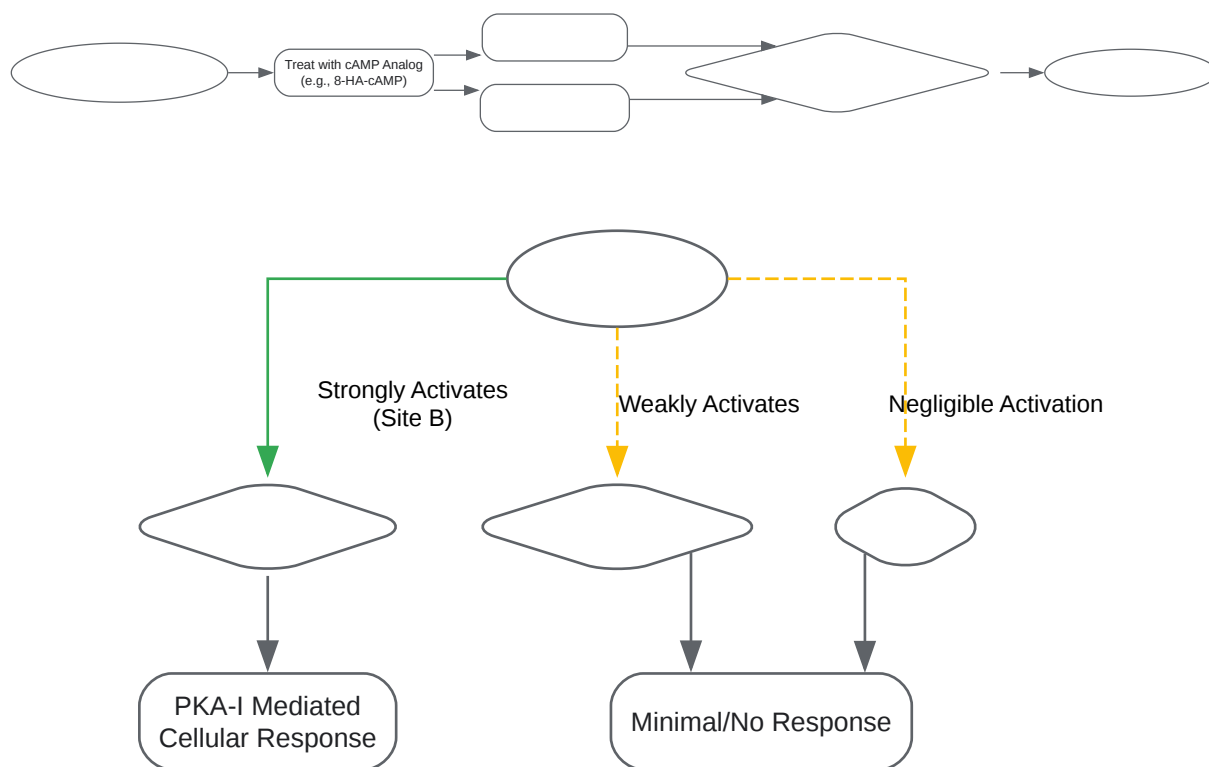 Treat with cAMP Analog
(e.g., 8-HA-cAMP)
Strongly Activates
(Site B)
Weakly Activates
Negligible Activation
PKA-I Mediated
Cellular Response
Minimal/No Response